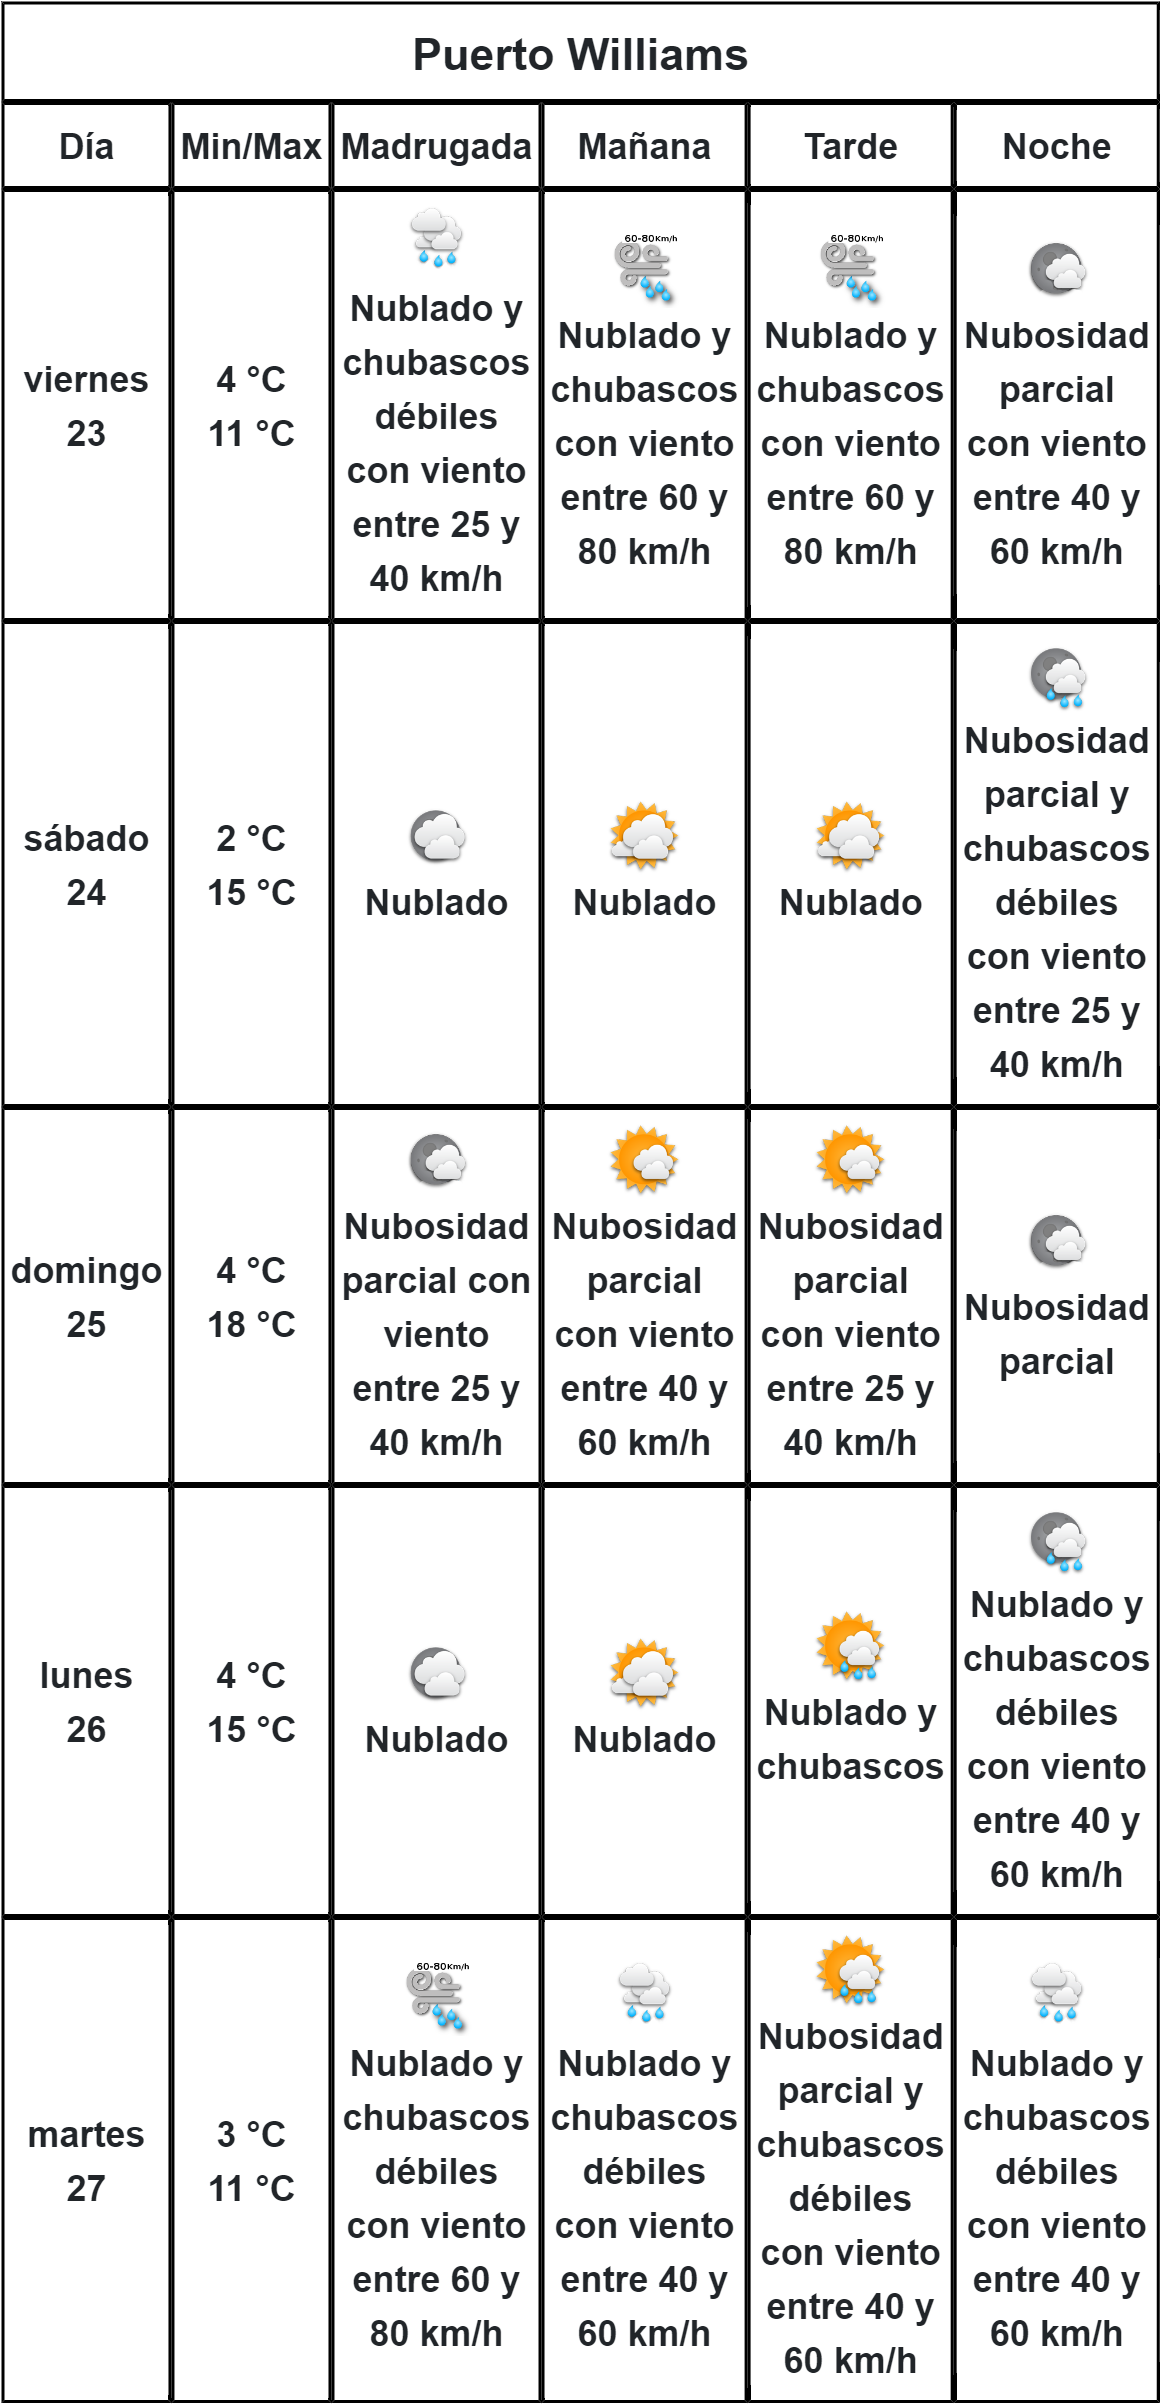 Puerto Williams
Día
Min/Max
Madrugada
Mañana
Tarde
Noche
viernes
23
4 °C
11 °C
Nublado y
chubascos
débiles
con viento
entre 25 y
40 km/h
60-80Km/h
Nublado y
chubascos
con viento
entre 60 y
80 km/h
60-80Km/h
Nublado y
chubascos
con viento
entre 60 y
80 km/h
Nubosidad
parcial
con viento
entre 40 y
60 km/h
sábado
24
2 °C
15 °C
Nublado
Nublado
Nublado
Nubosidad
parcial y
chubascos
débiles
con viento
entre 25 y
40 km/h
domingo
25
4 °C
18 °C
Nubosidad
parcial con
viento
entre 25 y
40 km/h
Nubosidad
parcial
con viento
entre 40 y
60 km/h
Nubosidad
parcial
con viento
entre 25 y
40 km/h
Nubosidad
parcial
lunes
26
4 °C
15 °C
Nublado
Nublado
Nublado y
chubascos
Nublado y
chubascos
débiles
con viento
entre 40 y
60 km/h
martes
27
3 °C
11 °C
60-80Km/h
Nublado y
chubascos
débiles
con viento
entre 60 y
80 km/h
Nublado y
chubascos
débiles
con viento
entre 40 y
60 km/h
Nubosidad
parcial y
chubascos
débiles
con viento
entre 40 y
60 km/h
Nublado y
chubascos
débiles
con viento
entre 40 y
60 km/h